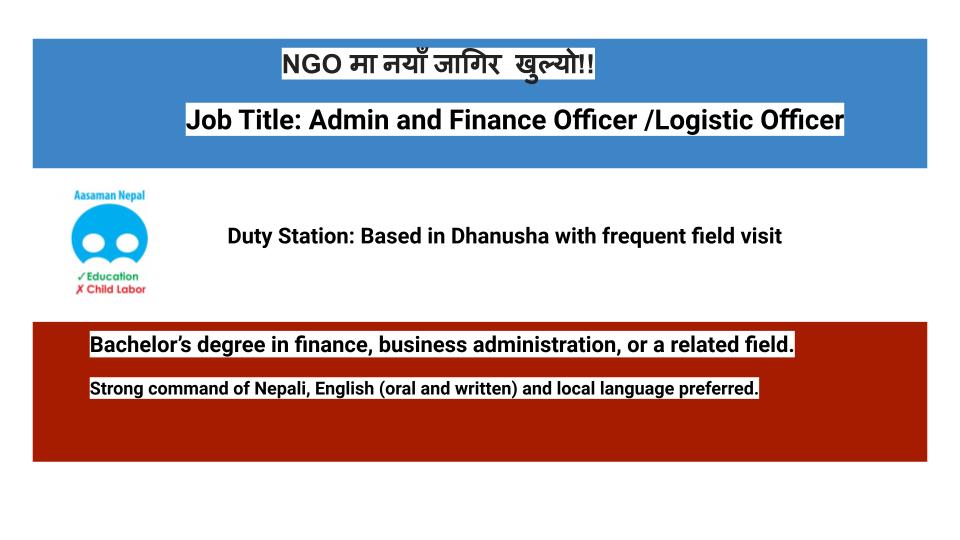 NGO मा नयाँ जागिर खुल्यो!!
Job Title: Admin and Finance Officer /Logistic Officer
Aasaman Nepal
✓Education
✗ Child Labor
Duty Station: Based in Dhanusha with frequent field visit
Bachelor’s degree in finance, business administration, or a related field.
Strong command of Nepali, English (oral and written) and local language preferred.